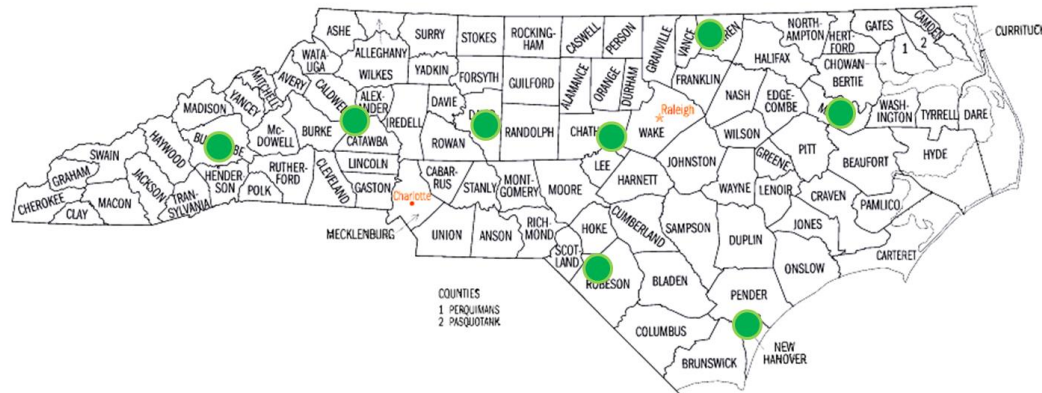 ASHE
SURRY
STOKES
ROCKING-
HAM
CASWELL
PERSON
GRANVILLE
VANCE
NORTH-
AMPTON
GATES
CAMDEN
CURRITUCK
HERT-
FORD
WATA-
UGA
ALLEGHANY
WILKES
YADKIN
FORSYTH
GUILFORD
ALAMANCE
ORANGE
DURHAM
FRANKLIN
HALIFAX
CHOWAN
BERTIE
1
2
MITCHELL
AVERY
CALDWELL
ALEX-
ANDER
DAVIE
NASH
EDGE-
COMBE
MADISON
YANCEY
IREDELL
RANDOLPH
Raleigh
WASH-
INGTON
TYRRELL
DARE
Mc-
DOWELL
BURKE
CATAWBA
ROWAN
WAKE
WILSON
PITT
HAYWOOD
SWAIN
GRAHAM
JACKSON
HENDER
SON
RUTHER-
FORD
CLEVELAND
LINCOLN
LEE
JOHNSTON
GREENE
BEAUFORT
HYDE
CHEROKEE
CLAY
MACON
TRAN-
SYLVANIA
POLK
GASTON
CABAR-
RUS
STANLY
MONT-
GOMERY
MOORE
HARNETT
WAYNE
LENOIR
CRAVEN
PAMLICO
Charlotte
MECKLENBURG
UNION
ANSON
RICH-
MOND
HOKE
CUMBERLAND
SAMPSON
DUPLIN
JONES
CARTERET
SCOT-
LAND
ROBESON
BLADEN
ONSLOW
PENDER
COLUMBUS
BRUNSWICK
NEW
HANOVER
COUNTIES
1 PERQUIMANS
2 PASQUOTANK